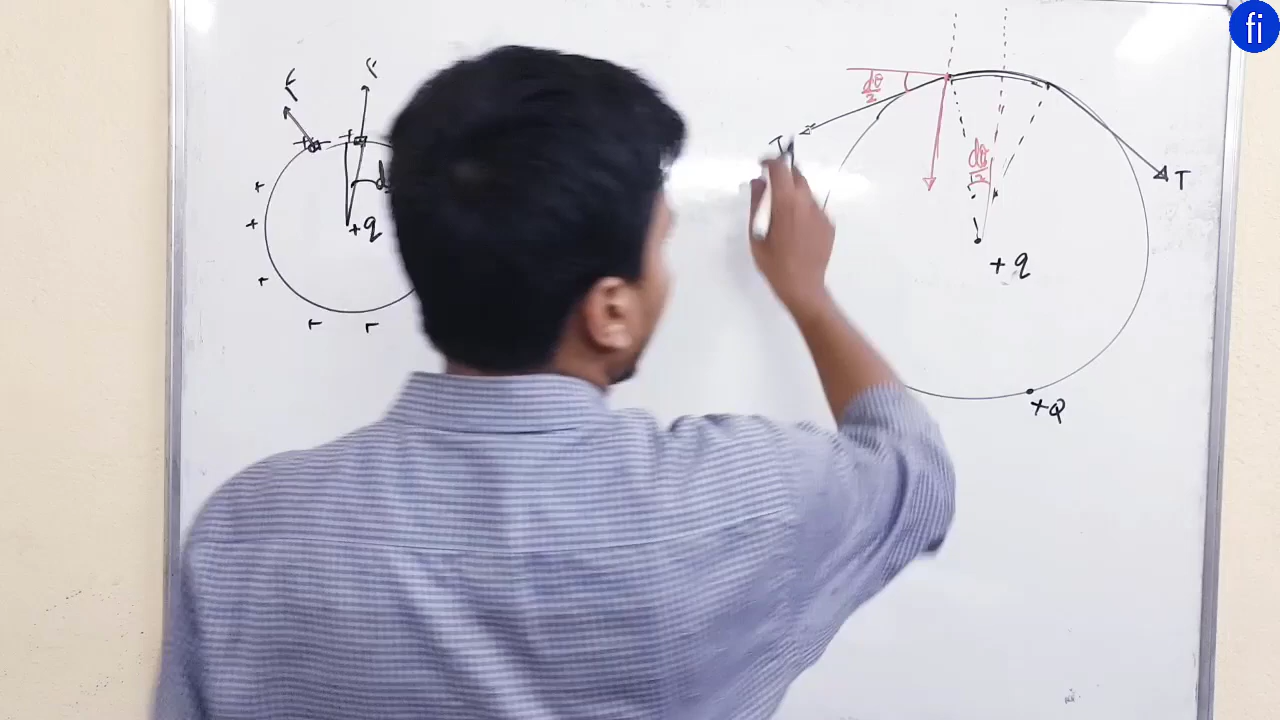 fi
F
F
+ +
+ d
+ +q
+
+ +
dθ/2
T
dθ/2
T
+q
+Q